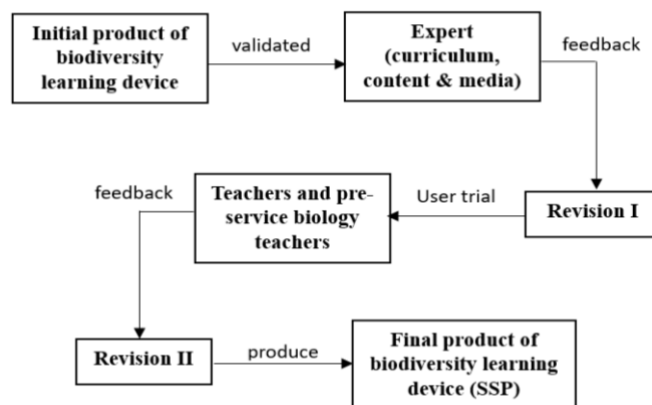 Initial product of
biodiversity
learning device
validated
Expert
(curriculum,
content & media)
feedback
Revision I
User trial
Teachers and pre-
service biology
teachers
feedback
Revision II
produce
Final product of
biodiversity learning
device (SSP)